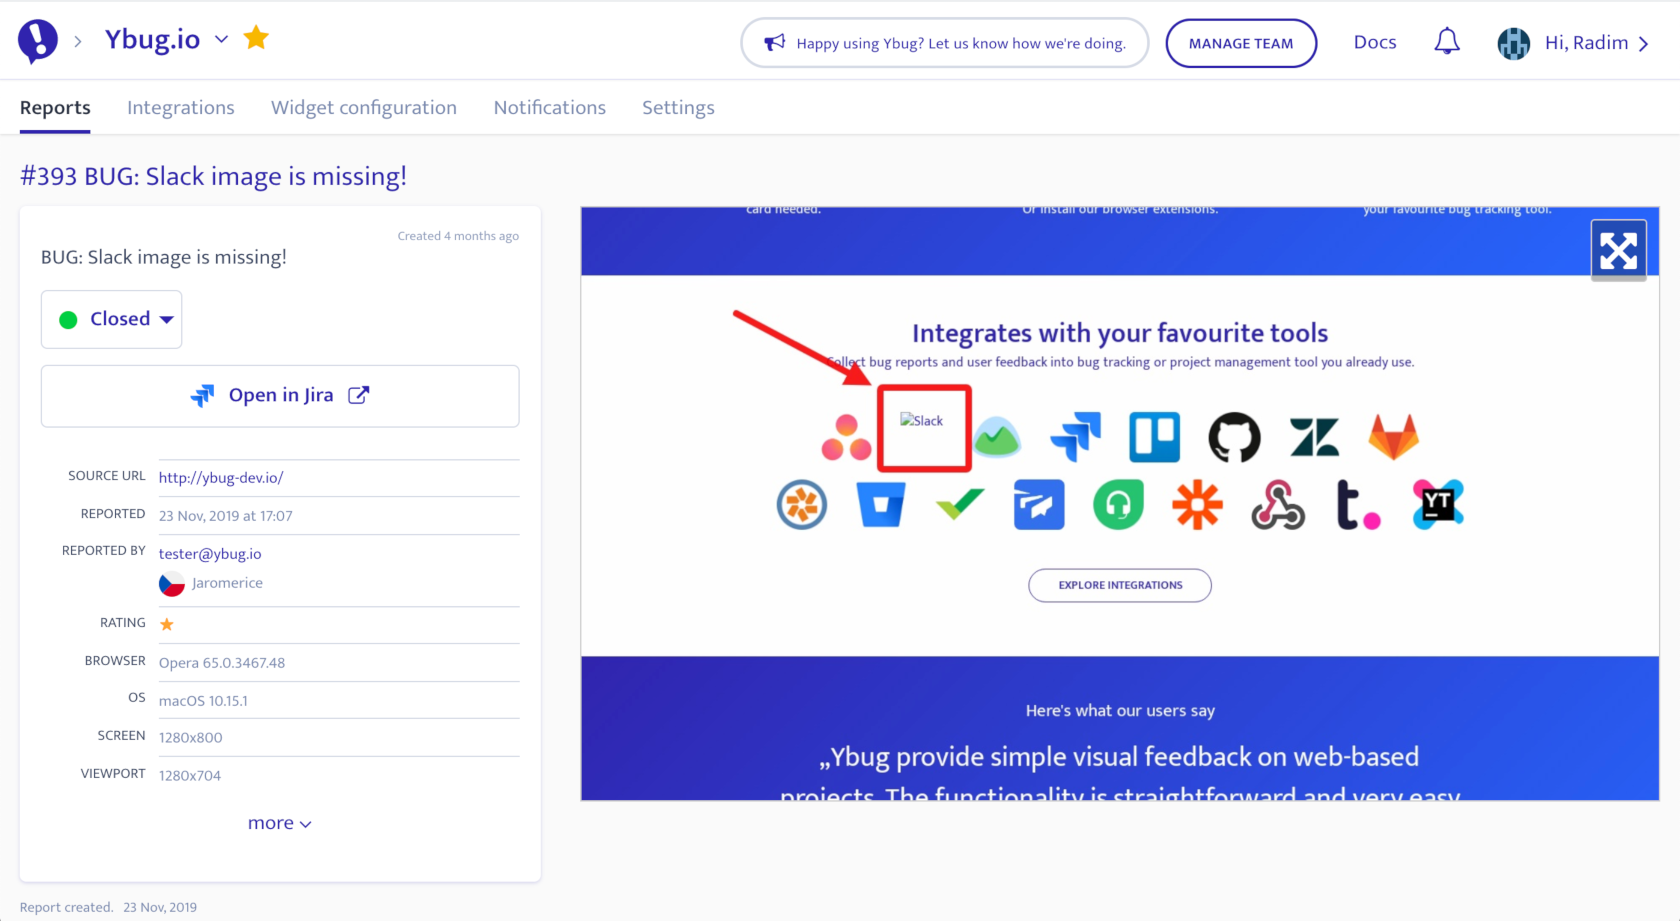 Ybug.io
Happy using Ybug? Let us know how we're doing.
MANAGE TEAM
Docs
Hi, Radim
Reports
Integrations
Widget configuration
Notifications
Settings
#393 BUG: Slack image is missing!
Created 4 months ago
BUG: Slack image is missing!
Closed
Open in Jira
SOURCE URL http://ybug-dev.io/
REPORTED 23 Nov, 2019 at 17:07
REPORTED BY tester@ybug.io
Jaromerice
RATING
BROWSER Opera 65.0.3467.48
OS macOS 10.15.1
SCREEN 1280x800
VIEWPORT 1280x704
more
Report created. 23 Nov, 2019
card needed.
Or install our browser extensions.
your favourite bug tracking tool.
Integrates with your favourite tools
Collect bug reports and user feedback into bug tracking or project management tool you already use.
Slack
t.
YT
EXPLORE INTEGRATIONS
Here's what our users say
„Ybug provide simple visual feedback on web-based
projects. The functionality is straightforward and very easy